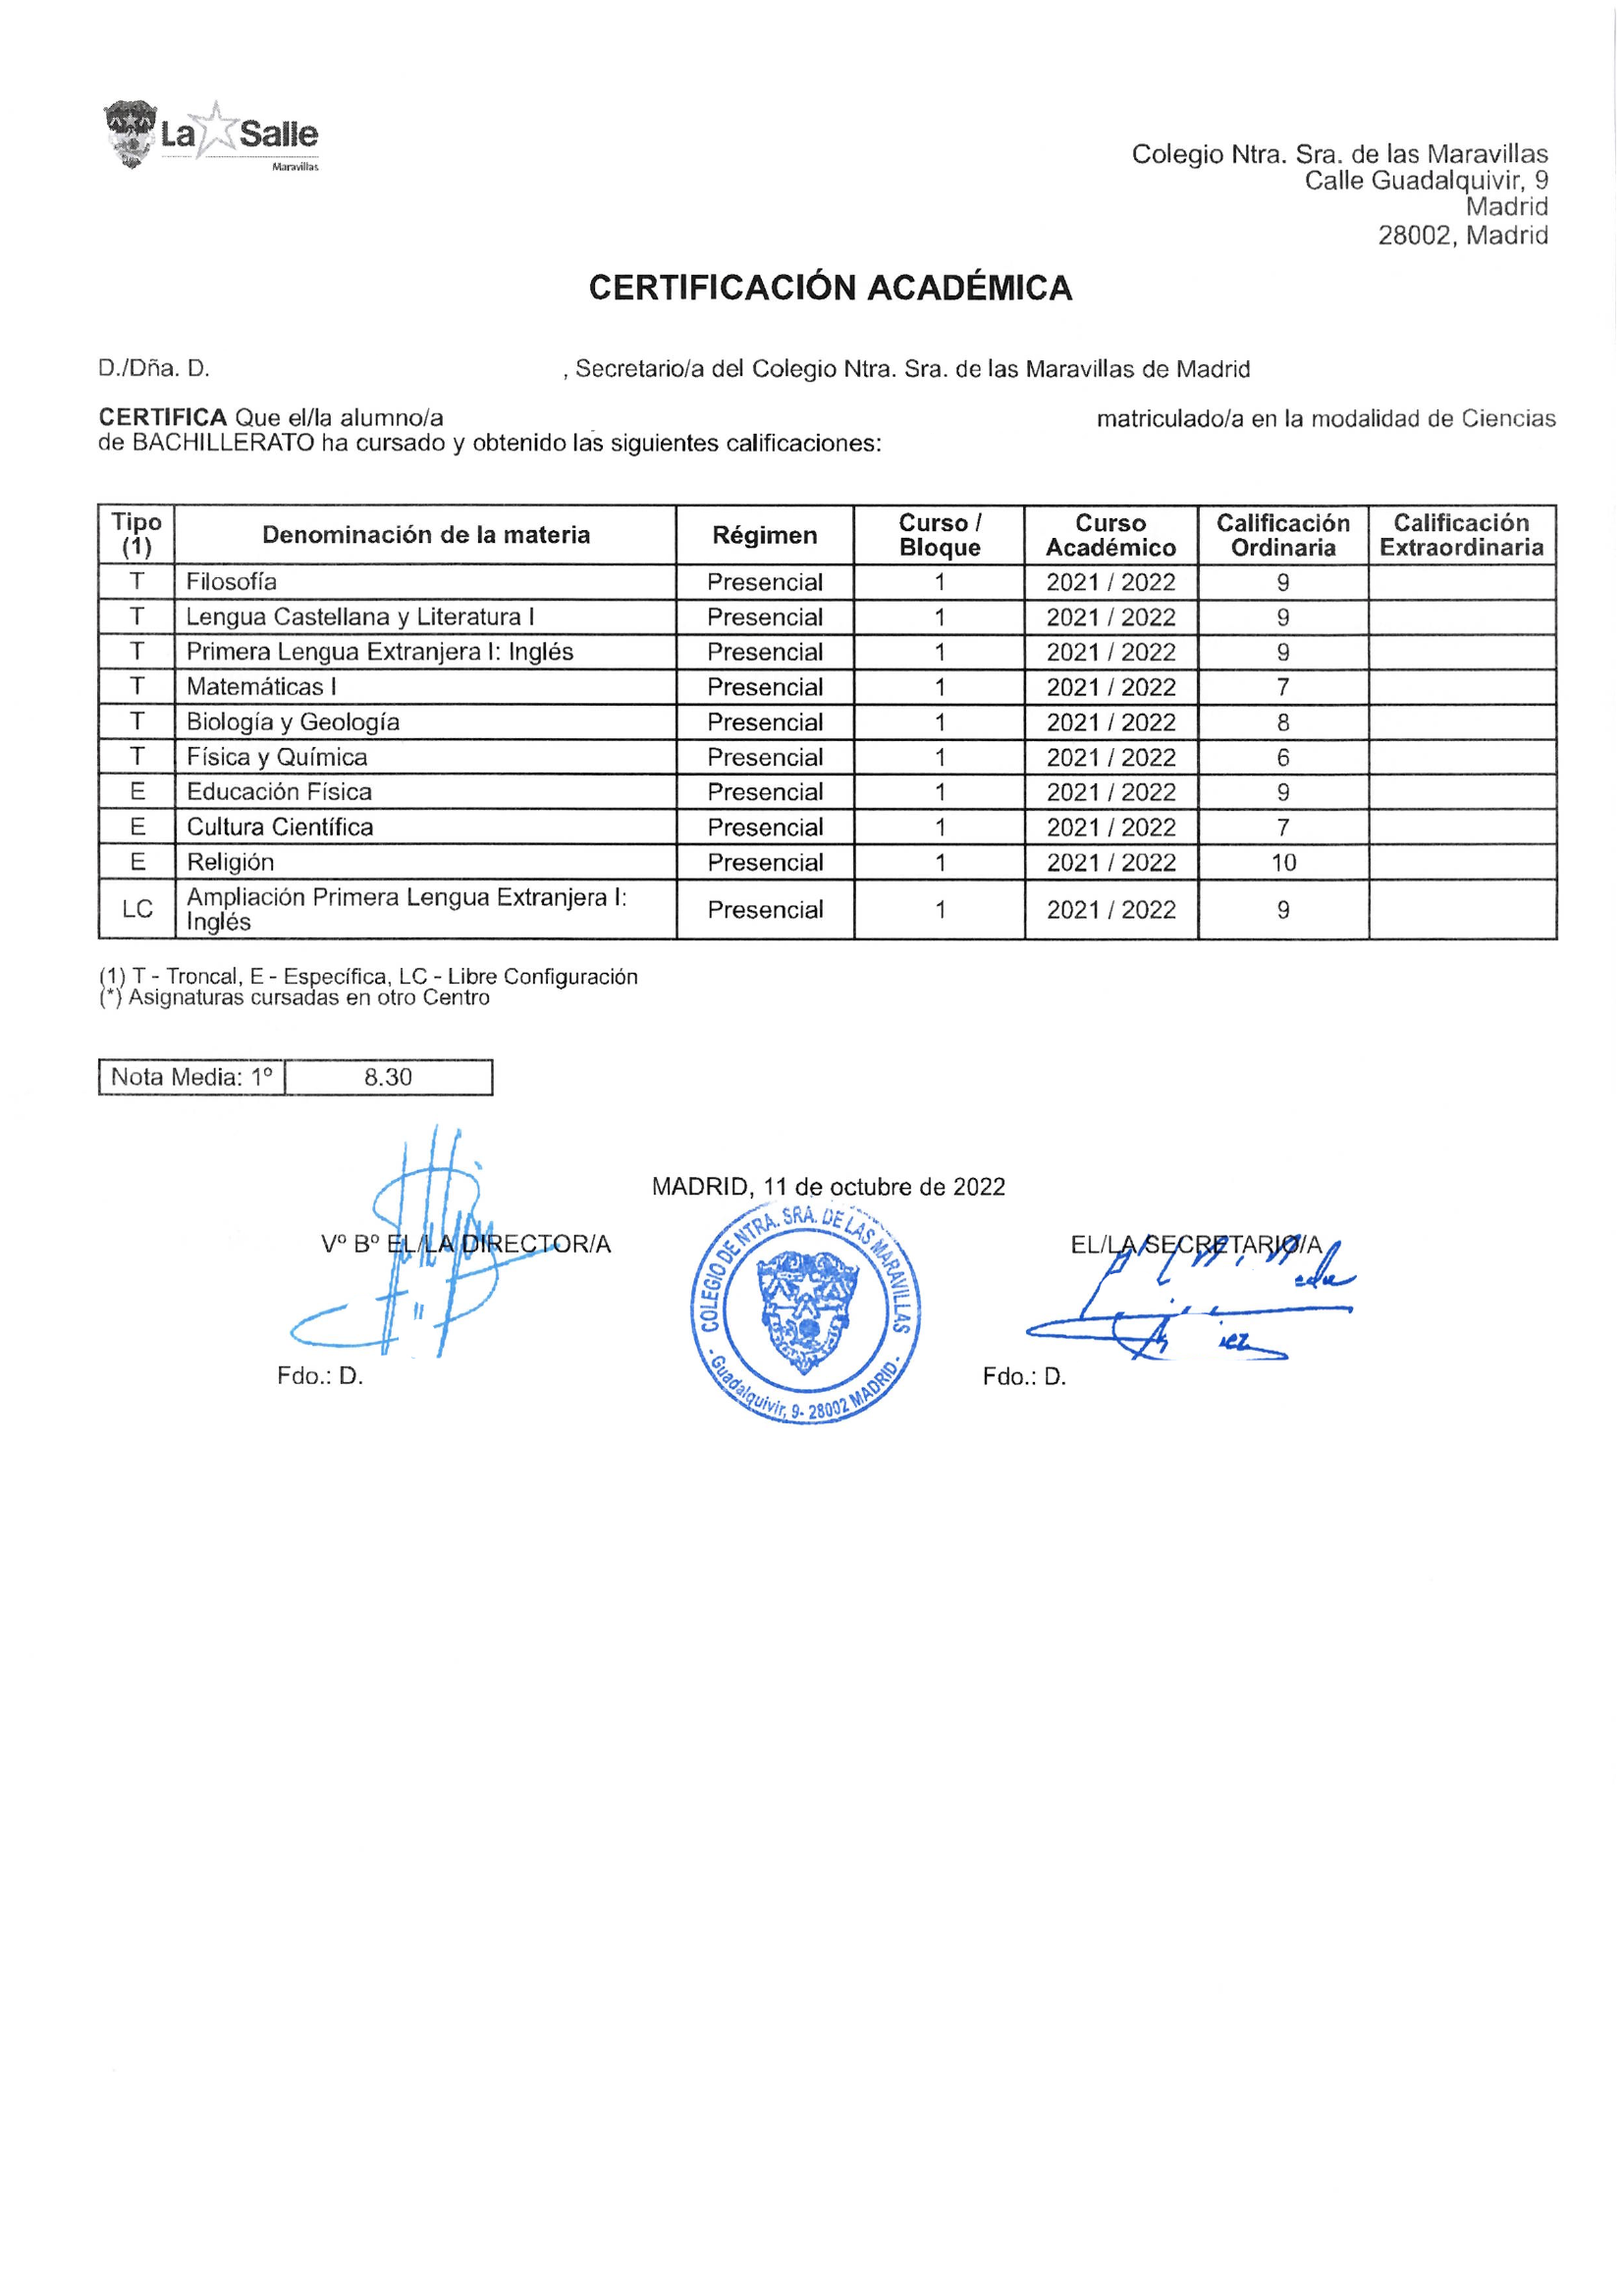 La Salle
Maravillas
Colegio Ntra. Sra. de las Maravillas
Calle Guadalquivir, 9
Madrid
28002, Madrid
CERTIFICACIÓN ACADÉMICA
D./Dña. D. , Secretario/a del Colegio Ntra. Sra. de las Maravillas de Madrid
CERTIFICA Que el/la alumno/a matriculado/a en la modalidad de Ciencias
de BACHILLERATO ha cursado y obtenido las siguientes calificaciones:
Tipo (1) Denominación de la materia Régimen Curso / Bloque Curso Académico Calificación Ordinaria Calificación Extraordinaria
T Filosofía Presencial 1 2021 / 2022 9
T Lengua Castellana y Literatura I Presencial 1 2021 / 2022 9
T Primera Lengua Extranjera I: Inglés Presencial 1 2021 / 2022 9
T Matemáticas I Presencial 1 2021 / 2022 7
T Biología y Geología Presencial 1 2021 / 2022 8
T Física y Química Presencial 1 2021 / 2022 6
E Educación Física Presencial 1 2021 / 2022 9
E Cultura Científica Presencial 1 2021 / 2022 7
E Religión Presencial 1 2021 / 2022 10
LC Ampliación Primera Lengua Extranjera I: Inglés Presencial 1 2021 / 2022 9
(1) T - Troncal, E - Específica, LC - Libre Configuración
(*) Asignaturas cursadas en otro Centro
Nota Media: 1º 8.30
MADRID, 11 de octubre de 2022
Vº Bº EL/LA DIRECTOR/A
EL/LA SECRETARIO/A
COLEGIO DE NTRA. SRA. DE LAS MARAVILLAS
- Guadalquivir, 9- 28002 MADRID -
Fdo.: D.
Fdo.: D.